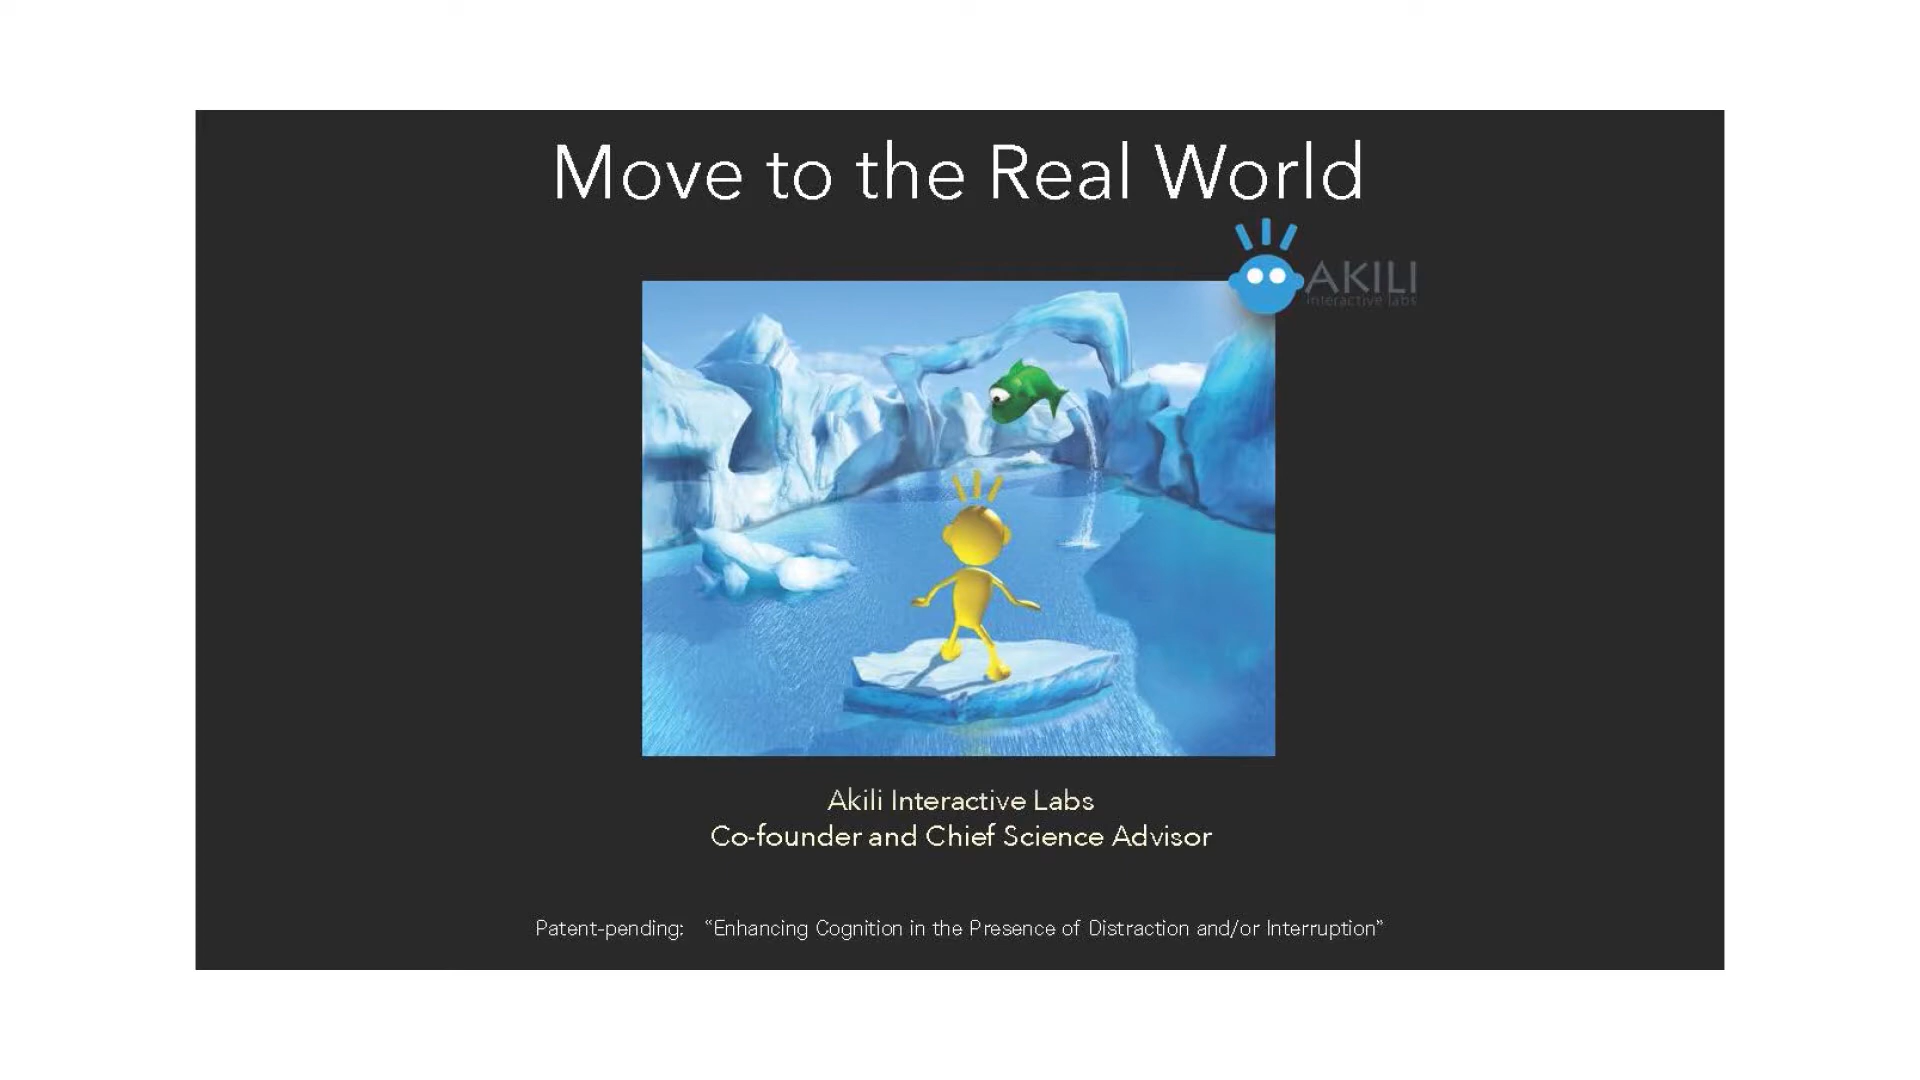 Move to the Real World
AKILI
interactive labs
Akili Interactive Labs
Co-founder and Chief Science Advisor
Patent-pending: “Enhancing Cognition in the Presence of Distraction and/or Interruption”